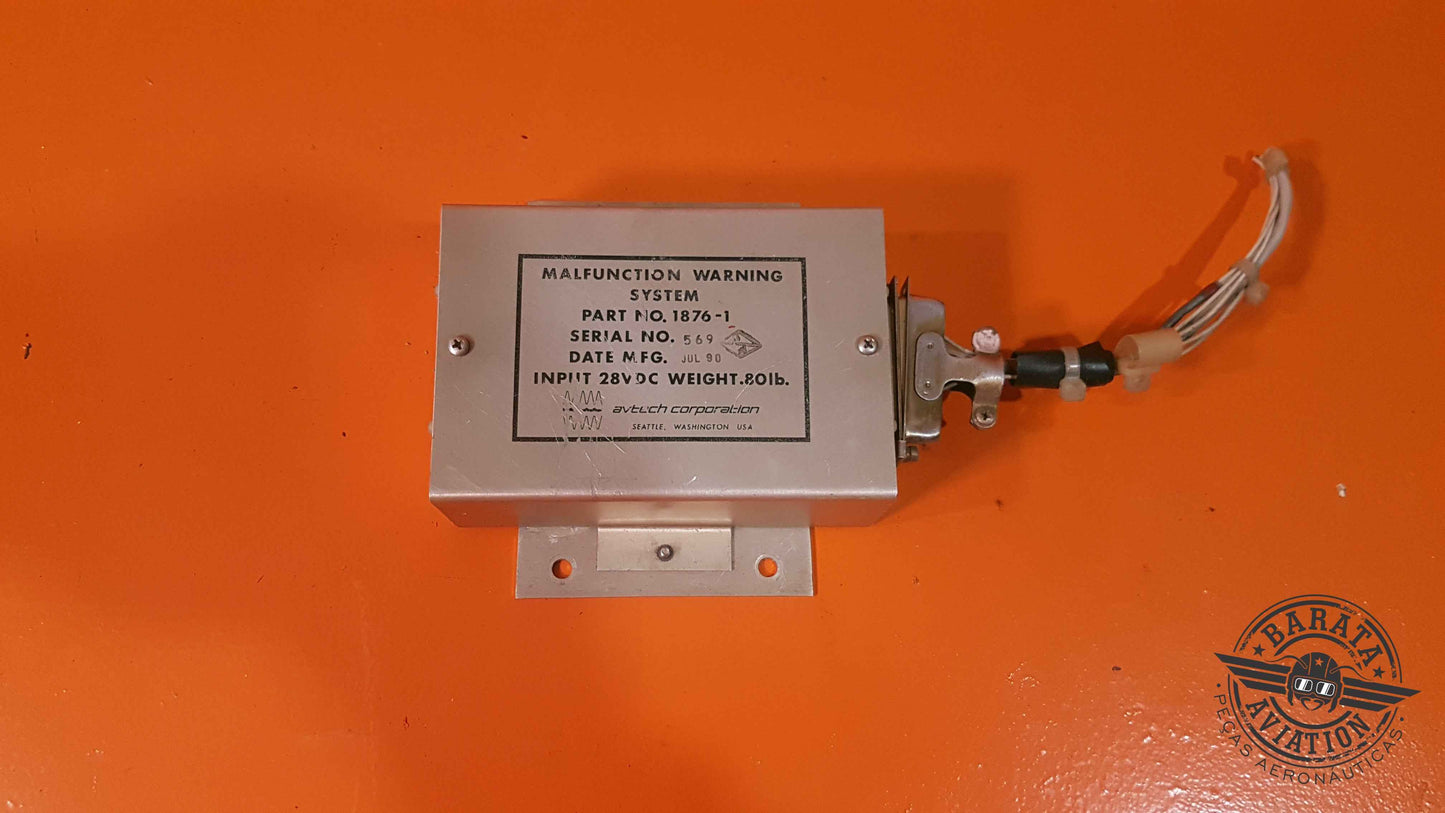 MALFUNCTION WARNING
SYSTEM
PART NO. 1876-1
SERIAL NO. 569
DATE MFG. JUL 90
INPUT 28VDC WEIGHT.80lb.
avtech corporation
SEATTLE, WASHINGTON USA
BARATA
AVIATION
• PEÇAS AERONÁUTICAS •